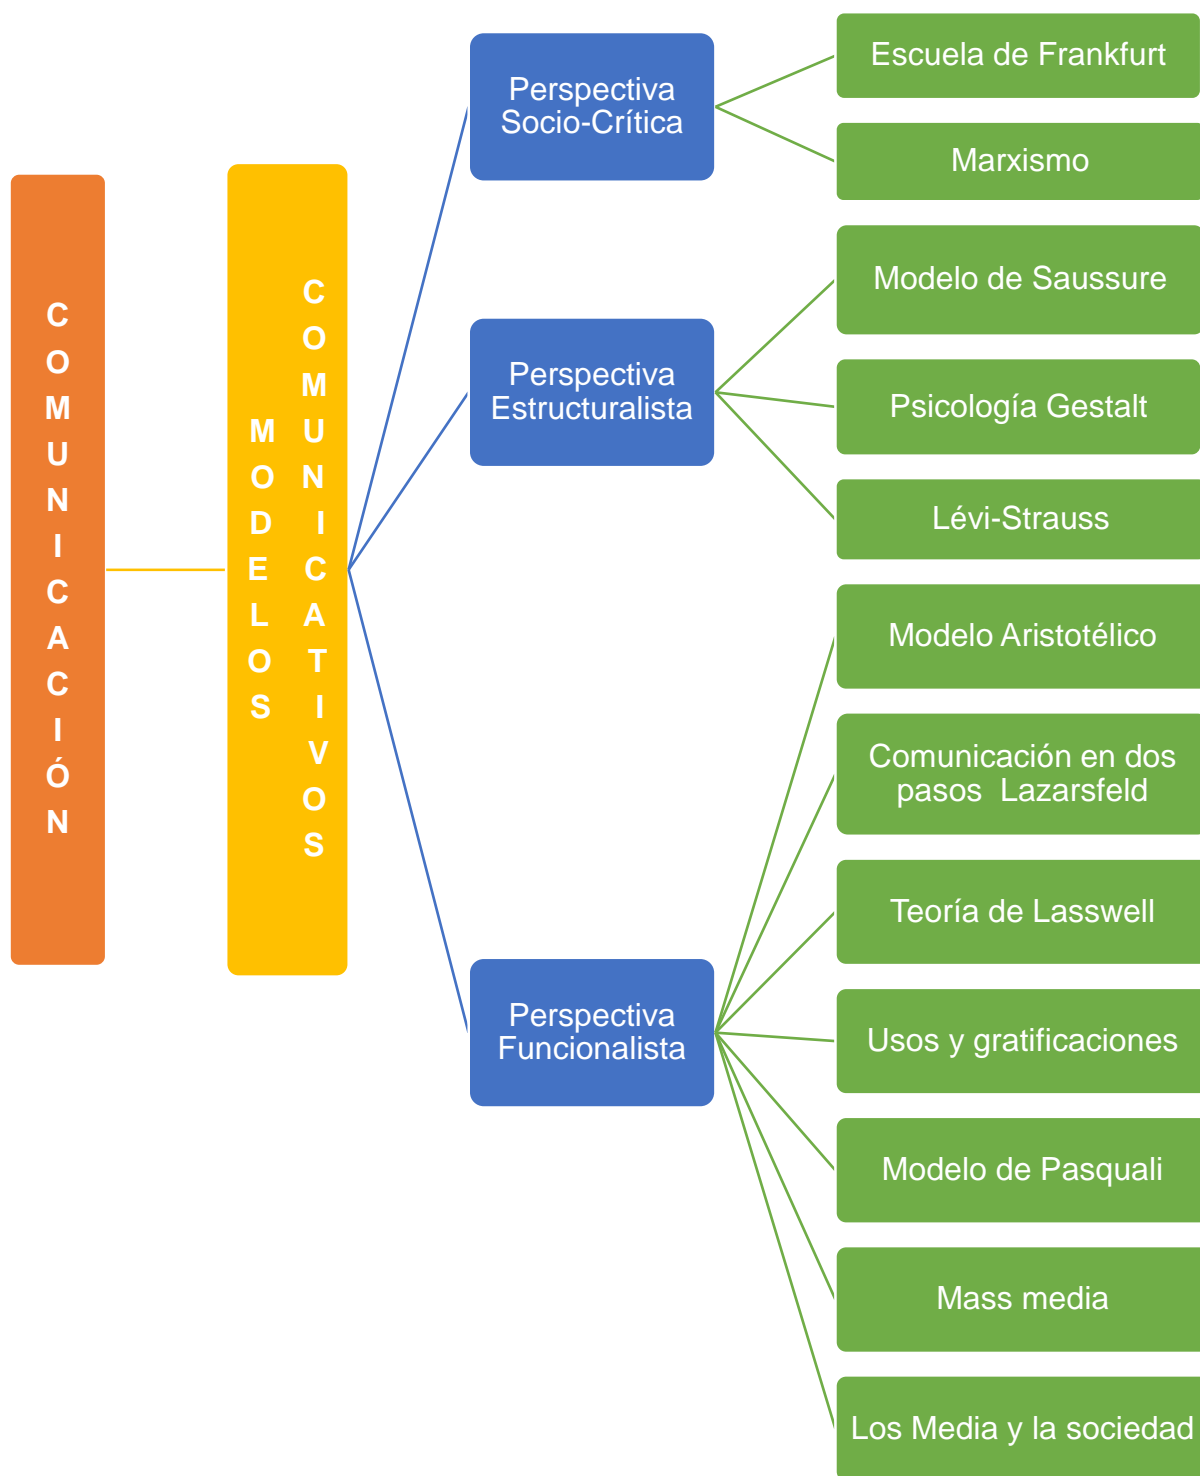 COMUNICACIÓN
MODELOS
COMUNICATIVOS
Perspectiva
Socio-Crítica
Escuela de Frankfurt
Marxismo
Perspectiva
Estructuralista
Modelo de Saussure
Psicología Gestalt
Lévi-Strauss
Perspectiva
Funcionalista
Modelo Aristotélico
Comunicación en dos
pasos Lazarsfeld
Teoría de Lasswell
Usos y gratificaciones
Modelo de Pasquali
Mass media
Los Media y la sociedad